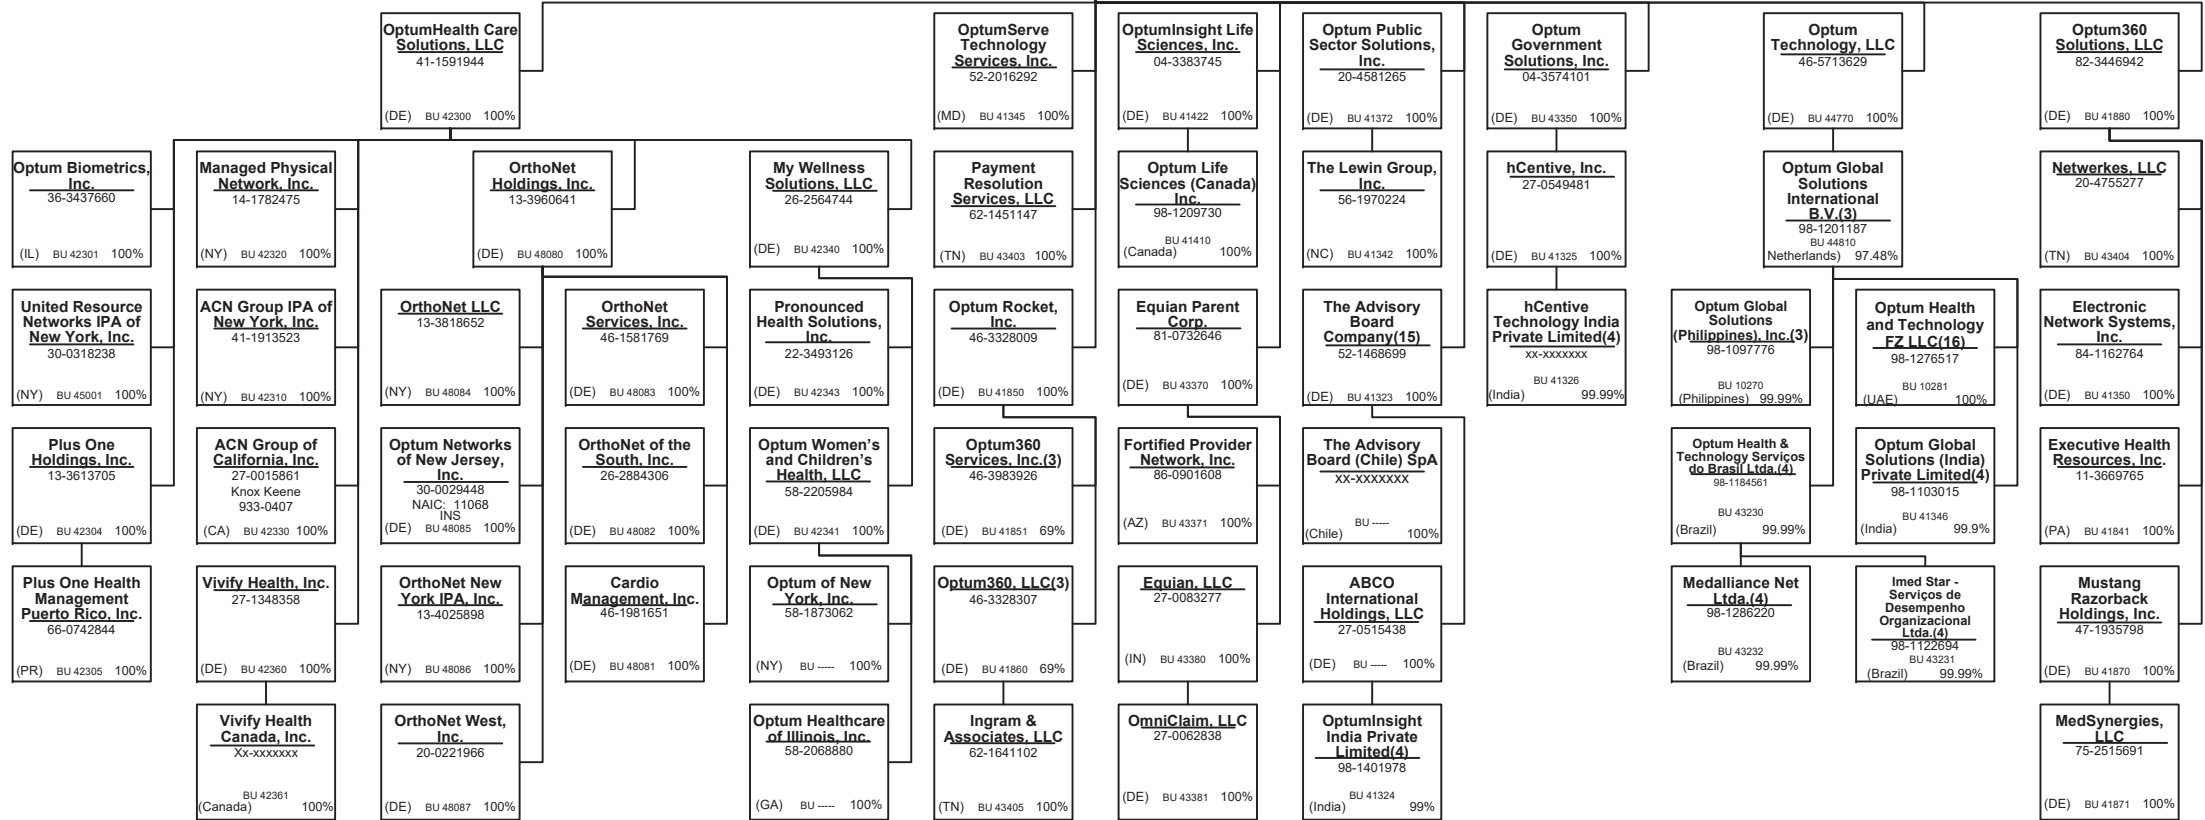 OptumHealth Care
Solutions, LLC
41-1591944
(DE) BU 42300 100%
OptumServe
Technology
Services, Inc.
52-2016292
(MD) BU 41345 100%
OptumInsight Life
Sciences, Inc.
04-3383745
(DE) BU 41422 100%
Optum Public
Sector Solutions,
Inc.
20-4581265
(DE) BU 41372 100%
Optum
Government
Solutions, Inc.
04-3574101
(DE) BU 43350 100%
Optum
Technology, LLC
46-5713629
(DE) BU 44770 100%
Optum360
Solutions, LLC
82-3446942
(DE) BU 41880 100%
Optum Biometrics,
Inc.
36-3437660
(IL) BU 42301 100%
Managed Physical
Network, Inc.
14-1782475
(NY) BU 42320 100%
OrthoNet
Holdings, Inc.
13-3960641
(DE) BU 48080 100%
My Wellness
Solutions, LLC
26-2564744
(DE) BU 42340 100%
Payment
Resolution
Services, LLC
62-1451147
(TN) BU 43403 100%
Optum Life
Sciences (Canada)
Inc.
98-1209730
BU 41410
(Canada) 100%
The Lewin Group,
Inc.
56-1970224
(NC) BU 41342 100%
hCentive, Inc.
27-0549481
(DE) BU 41325 100%
Optum Global
Solutions
International
B.V.(3)
98-1201187
BU 44810
Netherlands) 97.48%
Netwerkes, LLC
20-4755277
(TN) BU 43404 100%
United Resource
Networks IPA of
New York, Inc.
30-0318238
(NY) BU 45001 100%
ACN Group IPA of
New York, Inc.
41-1913523
(NY) BU 42310 100%
OrthoNet LLC
13-3818652
(NY) BU 48084 100%
OrthoNet
Services, Inc.
46-1581769
(DE) BU 48083 100%
Pronounced
Health Solutions,
Inc.
22-3493126
(DE) BU 42343 100%
Optum Rocket,
Inc.
46-3328009
(DE) BU 41850 100%
Equian Parent
Corp.
81-0732646
(DE) BU 43370 100%
The Advisory
Board
Company(15)
52-1468699
(DE) BU 41323 100%
hCentive
Technology India
Private Limited(4)
xx-xxxxxxx
BU 41326
(India) 99.99%
Optum Global
Solutions
(Philippines), Inc.(3)
98-1097776
BU 10270
(Philippines) 99.99%
Optum Health
and Technology
FZ LLC(16)
98-1276517
BU 10281
(UAE) 100%
Electronic
Network Systems,
Inc.
84-1162764
(DE) BU 41350 100%
Plus One
Holdings, Inc.
13-3613705
(DE) BU 42304 100%
ACN Group of
California, Inc.
27-0015861
Knox Keene
933-0407
(CA) BU 42330 100%
Optum Networks
of New Jersey,
Inc.
30-0029448
NAIC: 11068
INS
(DE) BU 48085 100%
OrthoNet of the
South, Inc.
26-2884306
(DE) BU 48082 100%
Optum Women's
and Children's
Health, LLC
58-2205984
(DE) BU 42341 100%
Optum360
Services, Inc.(3)
46-3983926
(DE) BU 41851 69%
Fortified Provider
Network, Inc.
86-0901608
(AZ) BU 43371 100%
The Advisory
Board (Chile) SpA
xx-xxxxxxx
BU -----
(Chile) 100%
Optum Health &
Technology Serviços
do Brasil Ltda.(4)
98-1184561
BU 43230
(Brazil) 99.99%
Optum Global
Solutions (India)
Private Limited(4)
98-1103015
BU 41346
(India) 99.9%
Executive Health
Resources, Inc.
11-3669765
(PA) BU 41841 100%
Plus One Health
Management
Puerto Rico, Inc.
66-0742844
(PR) BU 42305 100%
Vivify Health, Inc.
27-1348358
(DE) BU 42360 100%
OrthoNet New
York IPA, Inc.
13-4025898
(NY) BU 48086 100%
Cardio
Management, Inc.
46-1981651
(DE) BU 48081 100%
Optum of New
York, Inc.
58-1873062
(NY) BU ----- 100%
Optum360, LLC(3)
46-3328307
(DE) BU 41860 69%
Equian, LLC
27-0083277
(IN) BU 43380 100%
ABCO
International
Holdings, LLC
27-0515438
(DE) BU ----- 100%
Medalliance Net
Ltda.(4)
98-1286220
BU 43232
(Brazil) 99.99%
Imed Star -
Serviços de
Desempenho
Organizacional
Ltda.(4)
98-1122694
BU 43231
(Brazil) 99.99%
Mustang
Razorback
Holdings, Inc.
47-1935798
(DE) BU 41870 100%
Vivify Health
Canada, Inc.
Xx-xxxxxxx
BU 42361
(Canada) 100%
OrthoNet West,
Inc.
20-0221966
(DE) BU 48087 100%
Optum Healthcare
of Illinois, Inc.
58-2068880
(GA) BU ----- 100%
Ingram &
Associates, LLC
62-1641102
(TN) BU 43405 100%
OmniClaim, LLC
27-0062838
(DE) BU 43381 100%
OptumInsight
India Private
Limited(4)
98-1401978
BU 41324
(India) 99%
MedSynergies,
LLC
75-2515691
(DE) BU 41871 100%